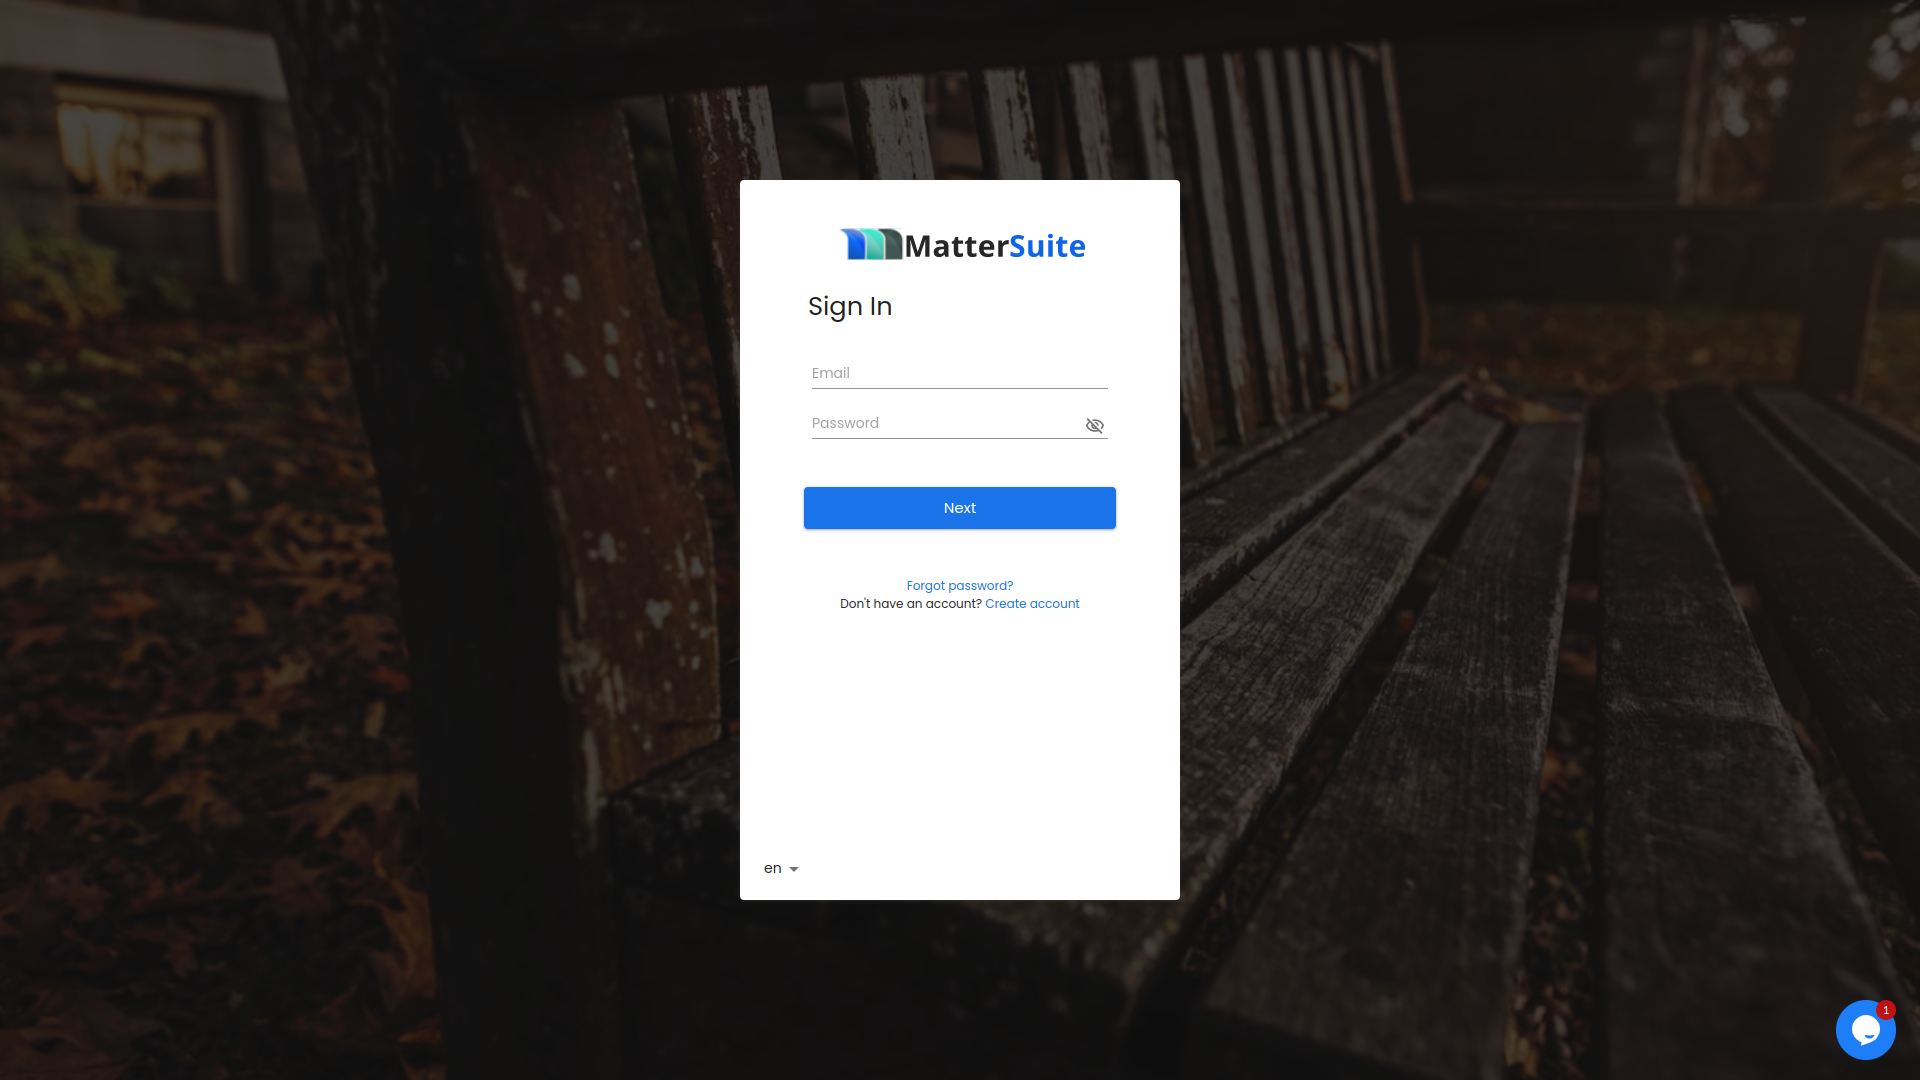 MatterSuite
Sign In
Email
Password
Next
Forgot password?
Don't have an account? Create account
en
1